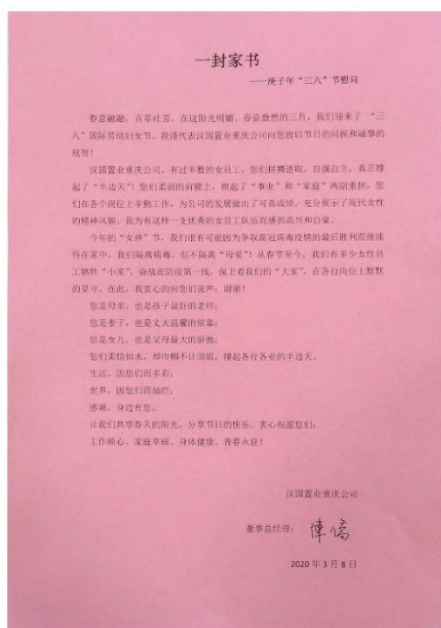 一封家书
——庚子年“三八”节慰问
春意融融，百草吐芳。在这阳光明媚、春意盎然的三月，我们迎来了“三
八”国际劳动妇女节。我谨代表汉国置业重庆公司向您致以节日的问候和诚挚的
祝贺！
汉国置业重庆公司，有过半数的女员工，您们拼搏进取，自强自立，真正撑
起了“半边天”！您们柔弱的肩膀上，担起了“事业”和“家庭”两副重担，您
们在各个岗位上辛勤工作，为公司的发展做出了可喜成绩，充分展示了现代女性
的精神风貌。我为有这样一支优秀的女员工队伍而感到高兴和自豪。
今年的“女神”节，我们很有可能因为争取新冠病毒疫情的最后胜利而继续
待在家中，我们隔离病毒，但不隔离“母爱”！从春节至今，我们有多少女性员
工牺牲“小家”，奋战在防疫第一线，保卫着我们的“大家”，在各自岗位上默默
的坚守。在此，我衷心的向您们说声：谢谢！
您是母亲，也是孩子最好的老师；
您是妻子，也是丈夫温馨的依靠；
您是女儿，也是父母最大的骄傲；
您们柔情似水，却巾帼不让须眉，撑起各行各业的半边天。
生活，因您们而多彩；
世界，因您们而灿烂；
感谢，身边有您。
让我们共享春天的阳光，分享节日的快乐。衷心祝愿您们：
工作顺心、家庭幸福、身体健康、青春永驻！
汉国置业重庆公司
董事总经理：
2020 年 3 月 8 日